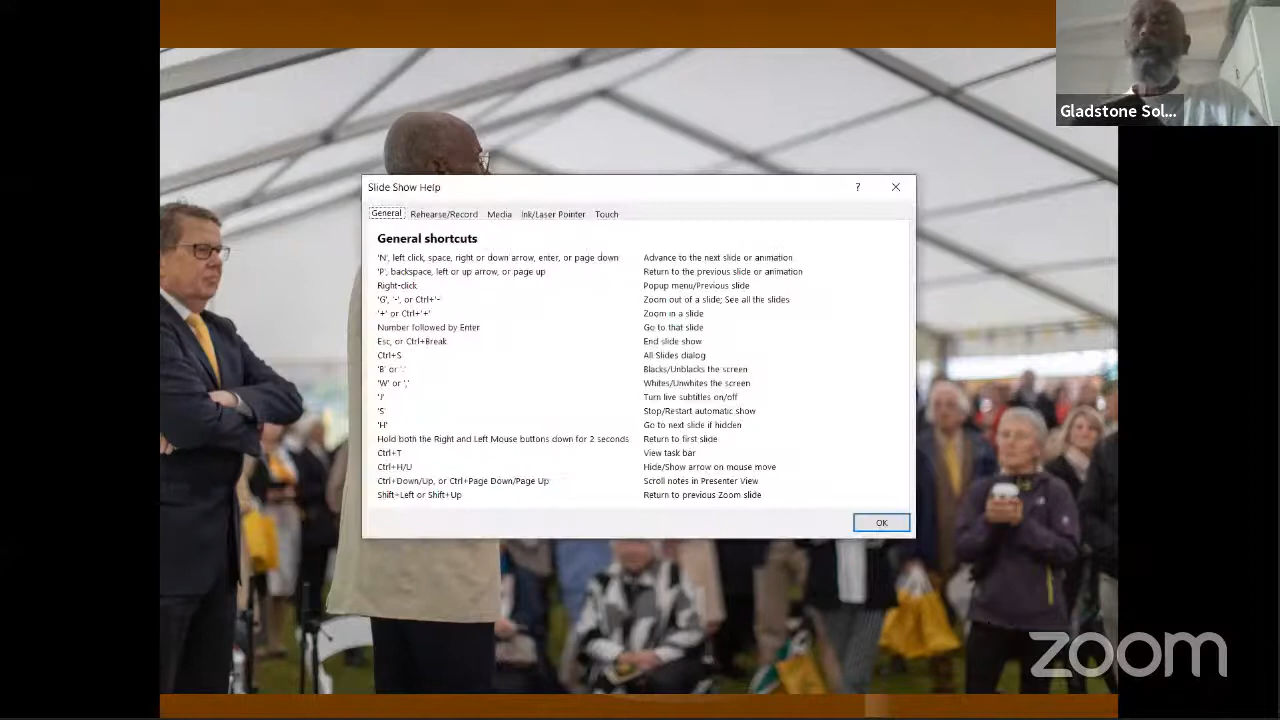 Gladstone Sol...
Slide Show Help
General Rehearse/Record Media Ink/Laser Pointer Touch
General shortcuts
'N', left click, space, right or down arrow, enter, or page down Advance to the next slide or animation
'P', backspace, left or up arrow, or page up Return to the previous slide or animation
Right-click Popup menu/Previous slide
'G', '-', or Ctrl+'-' Zoom out of a slide; See all the slides
'+' or Ctrl+'+' Zoom in a slide
Number followed by Enter Go to that slide
Esc, or Ctrl+Break End slide show
Ctrl+S All Slides dialog
'B' or '.' Blacks/Unblacks the screen
'W' or ',' Whites/Unwhites the screen
'J' Turn live subtitles on/off
'S' Stop/Restart automatic show
'H' Go to next slide if hidden
Hold both the Right and Left Mouse buttons down for 2 seconds Return to first slide
Ctrl+T View task bar
Ctrl+H/U Hide/Show arrow on mouse move
Ctrl+Down/Up, or Ctrl+Page Down/Page Up Scroll notes in Presenter View
Shift+Left or Shift+Up Return to previous Zoom slide
OK
zoom